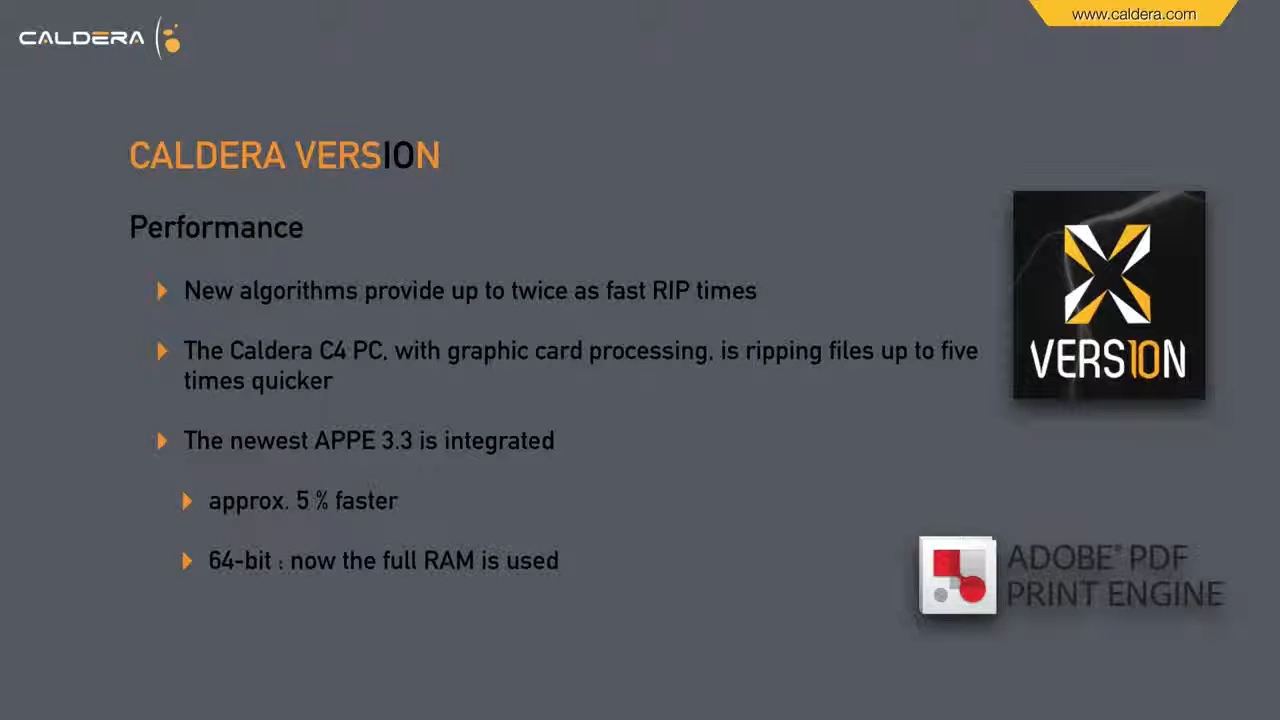 CALDERA
www.caldera.com
CALDERA VERS10N
Performance
New algorithms provide up to twice as fast RIP times
The Caldera C4 PC, with graphic card processing, is ripping files up to five
times quicker
The newest APPE 3.3 is integrated
approx. 5 % faster
64-bit : now the full RAM is used
X
VERS10N
ADOBE® PDF
PRINT ENGINE